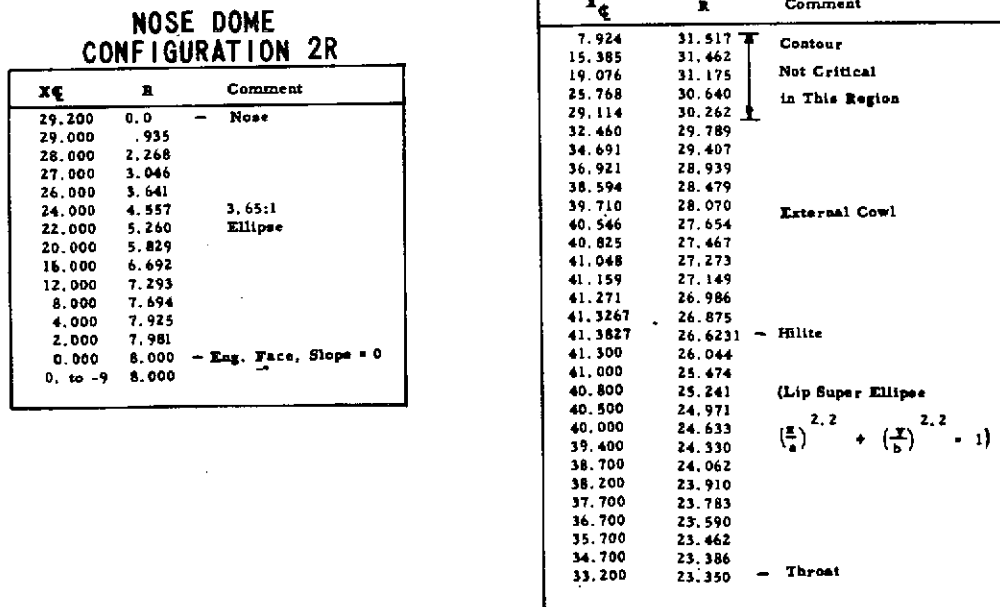 NOSE DOME
CONFIGURATION 2R
X℄ R Comment
29.200 0.0 — Nose
29.000 .935
28.000 2.268
27.000 3.046
26.000 3.641
24.000 4.557 3.65:1
22.000 5.260 Ellipse
20.000 5.829
16.000 6.692
12.000 7.293
8.000 7.694
4.000 7.925
2.000 7.981
0.000 8.000 — Eng. Face, Slope = 0
0. to -9 8.000
X℄ R Comment
7.924 31.517 Contour
15.385 31.462
19.076 31.175 Not Critical
25.768 30.640 in This Region
29.114 30.262
32.460 29.789
34.691 29.407
36.921 28.939
38.594 28.479
39.710 28.070 External Cowl
40.546 27.654
40.825 27.467
41.048 27.273
41.159 27.149
41.271 26.986
41.3267 26.875
41.3827 26.6231 — Hilite
41.300 26.044
41.000 25.474
40.800 25.241 (Lip Super Ellipse
40.500 24.971
40.000 24.633 (x/a)^2.2 + (y/b)^2.2 = 1)
39.400 24.330
38.700 24.062
38.200 23.910
37.700 23.783
36.700 23.590
35.700 23.462
34.700 23.386
33.200 23.350 — Throat